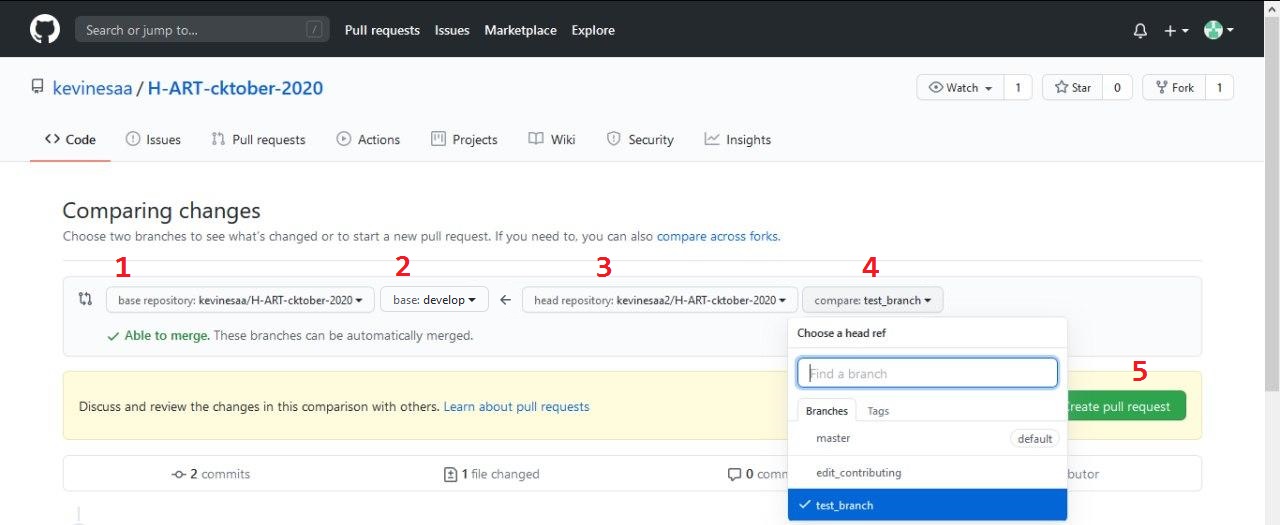 Search or jump to... / Pull requests Issues Marketplace Explore
kevinesaa / H-ART-cktober-2020 Watch 1 Star 0 Fork 1
Code Issues Pull requests Actions Projects Wiki Security Insights
Comparing changes
Choose two branches to see what's changed or to start a new pull request. If you need to, you can also compare across forks.
1 2 3 4
base repository: kevinesaa/H-ART-cktober-2020 base: develop ← head repository: kevinesaa2/H-ART-cktober-2020 compare: test_branch
✓ Able to merge. These branches can be automatically merged.
Choose a head ref
Find a branch
5
Discuss and review the changes in this comparison with others. Learn about pull requests
Create pull request
Branches Tags
master default
2 commits 1 file changed 0 comm
edit_contributing
butor
✓ test_branch